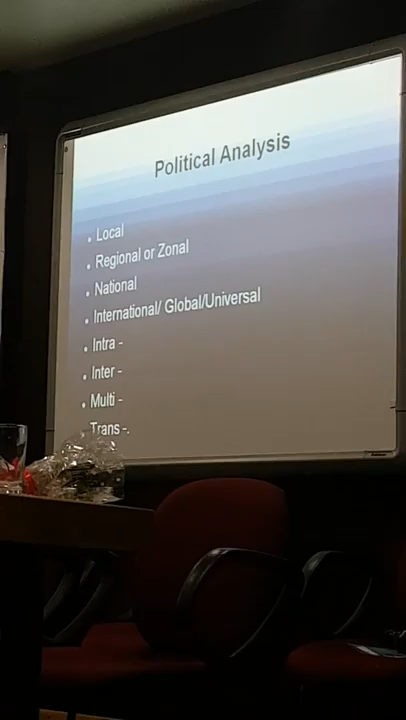 Political Analysis
• Local
• Regional or Zonal
• National
• International/ Global/Universal
• Intra -
• Inter -
• Multi -
Trans -.